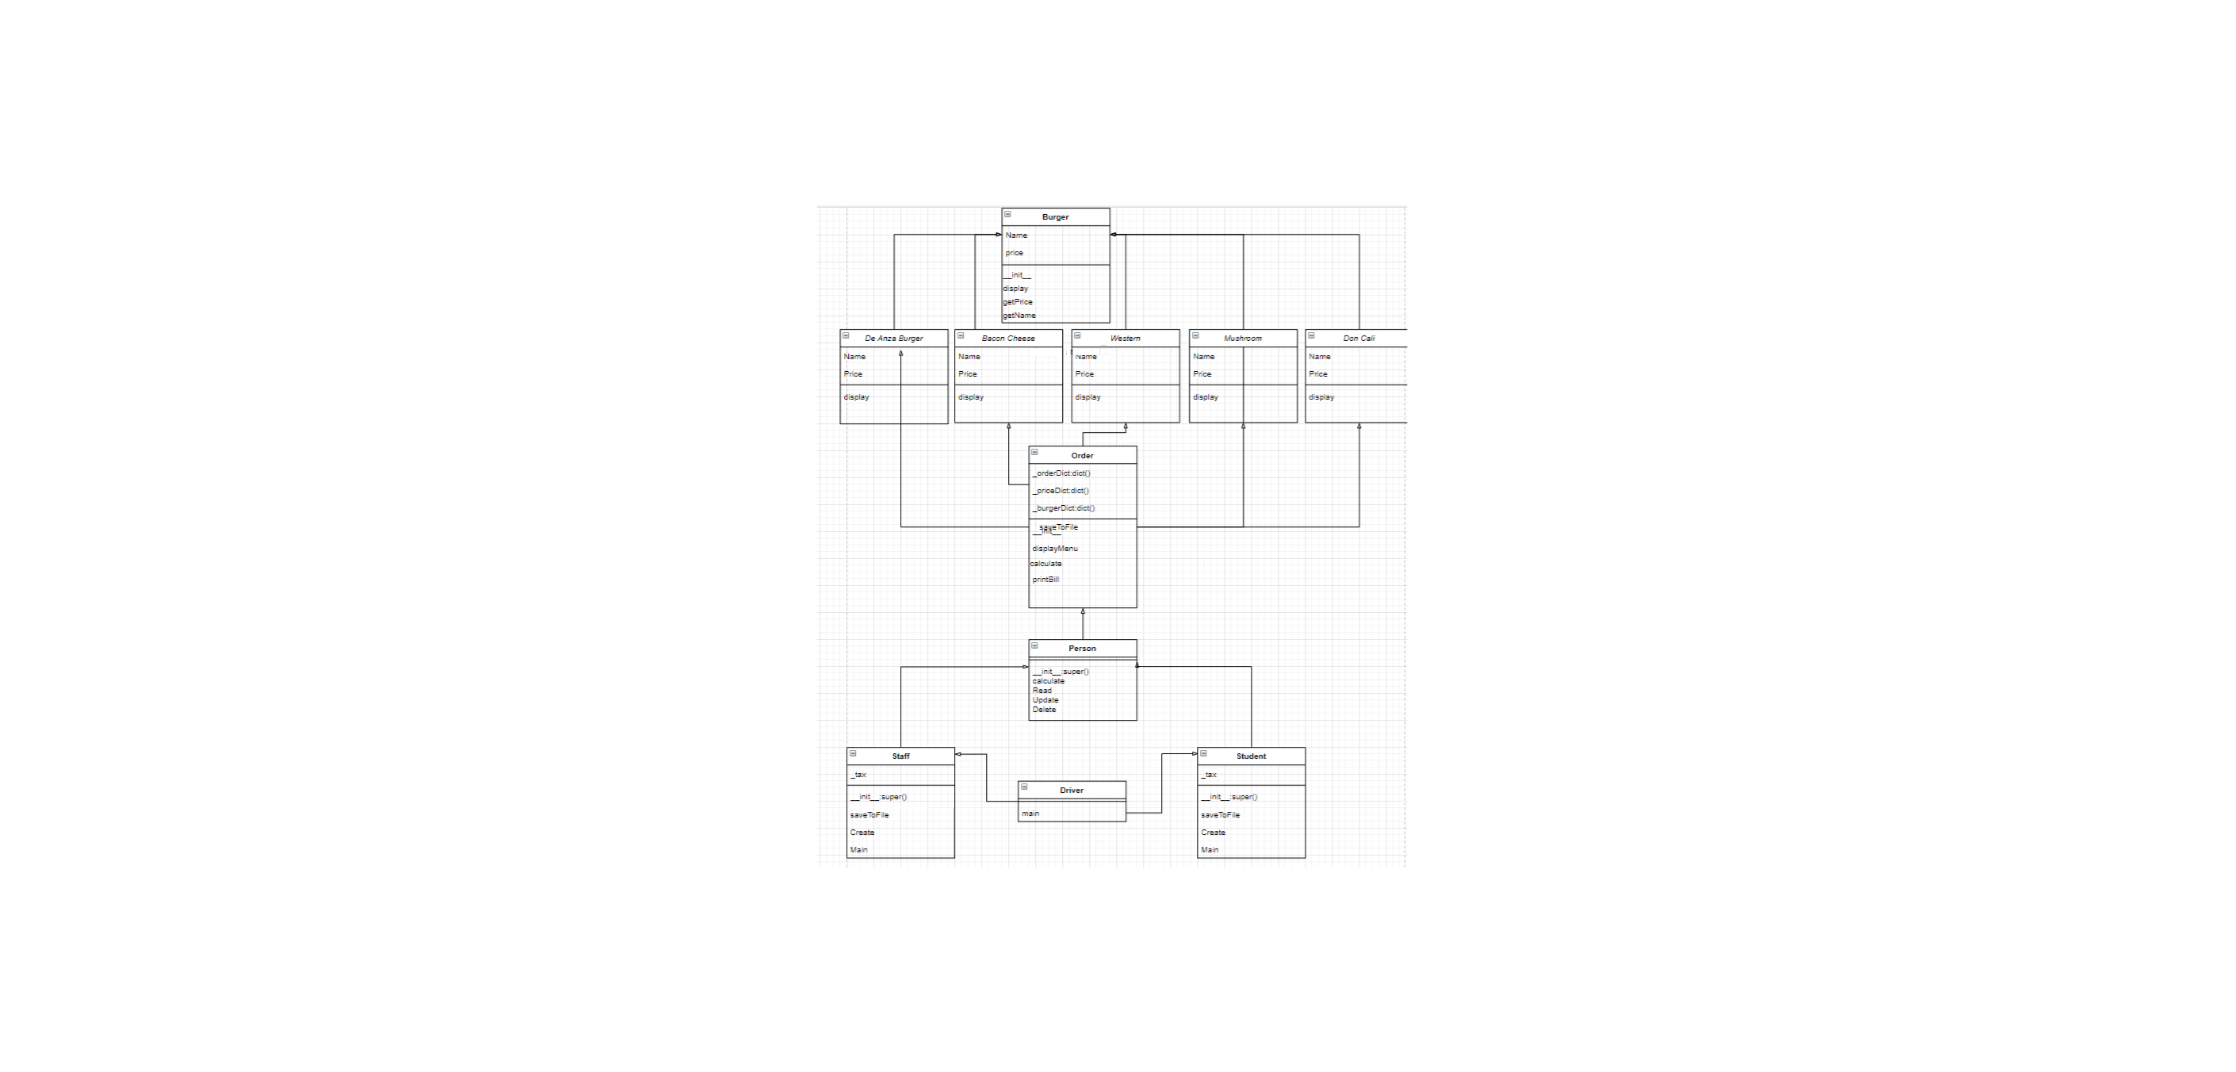 Burger
Name
price
__init__
display
getPrice
getName
De Anza Burger
Name
Price
display
Bacon Cheese
Name
Price
display
Western
Name
Price
display
Mushroom
Name
Price
display
Don Cali
Name
Price
display
Order
_orderDict:dict()
_priceDict:dict()
_burgerDict:dict()
saveToFile
__init__
displayMenu
calculate
printBill
Person
__init__:super()
calculate
Read
Update
Delete
Staff
_tax
__init__:super()
saveToFile
Create
Main
Driver
main
Student
_tax
__init__:super()
saveToFile
Create
Main